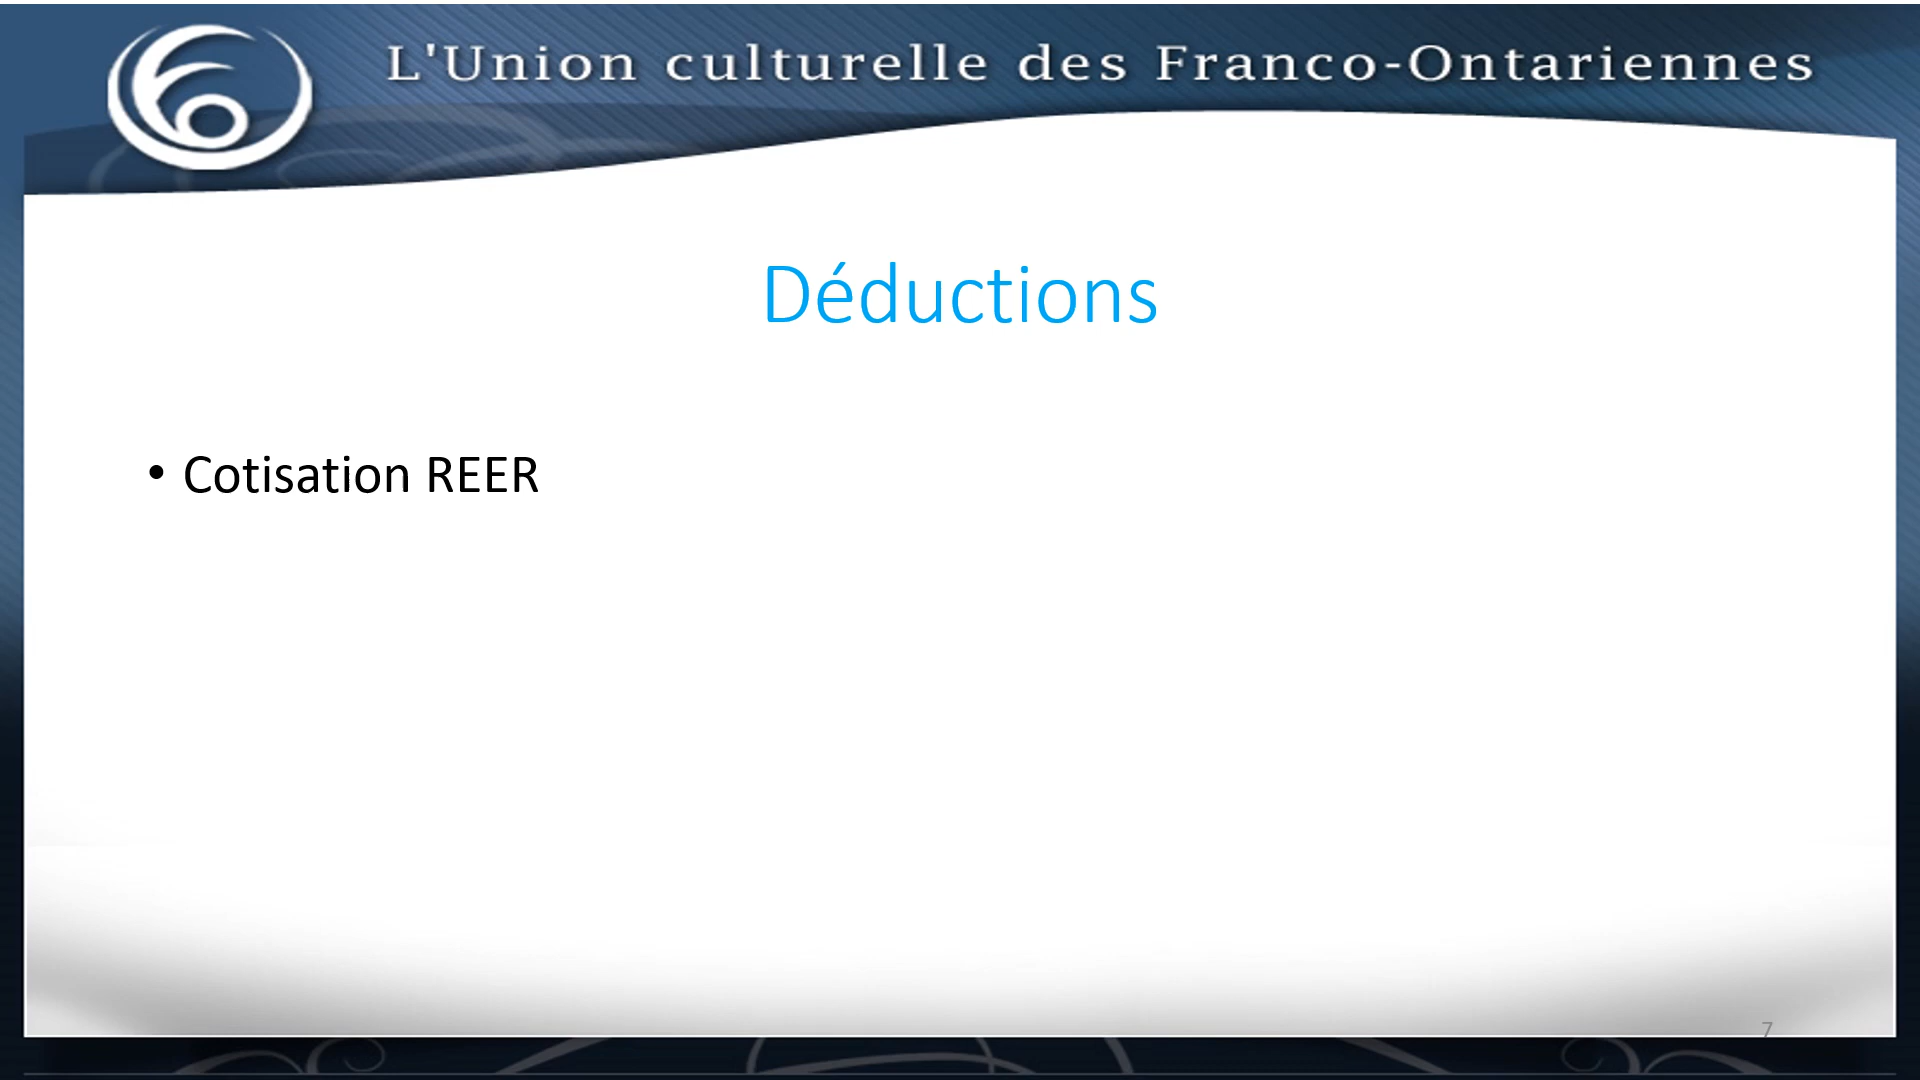 L'Union culturelle des Franco-Ontariennes
Déductions
• Cotisation REER
7